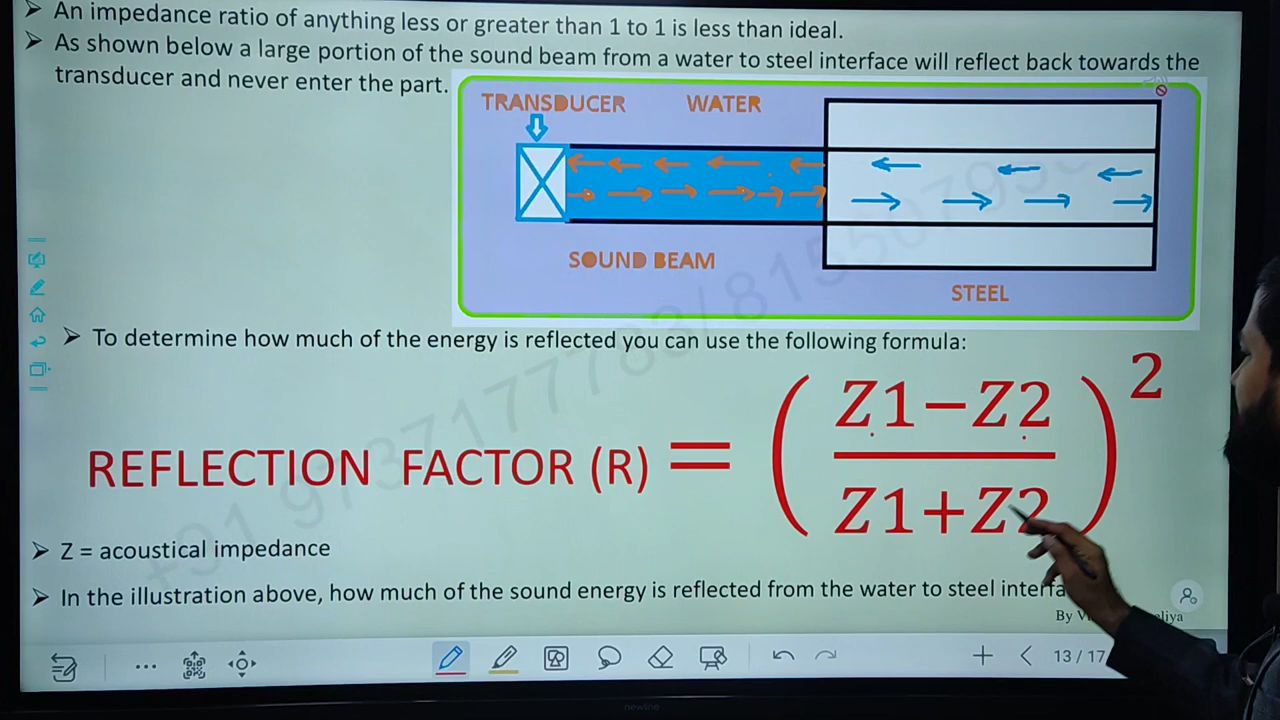 ➢ An impedance ratio of anything less or greater than 1 to 1 is less than ideal.
➢ As shown below a large portion of the sound beam from a water to steel interface will reflect back towards the
transducer and never enter the part.
TRANSDUCER WATER
SOUND BEAM
STEEL
➢ To determine how much of the energy is reflected you can use the following formula:
REFLECTION FACTOR (R) = ( Z1−Z2 / Z1+Z2 ) 2
➢ Z = acoustical impedance
➢ In the illustration above, how much of the sound energy is reflected from the water to steel
By
13 / 17
newline